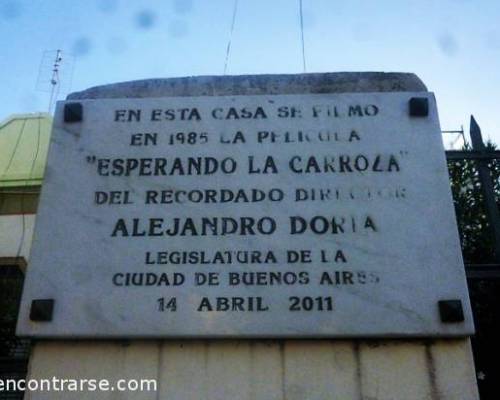 EN ESTA CASA SE FILMO
EN 1985 LA PELICULA
"ESPERANDO LA CARROZA"
DEL RECORDADO DIRECTOR
ALEJANDRO DORIA
LEGISLATURA DE LA
CIUDAD DE BUENOS AIRES
14 ABRIL 2011
encontrarse.com